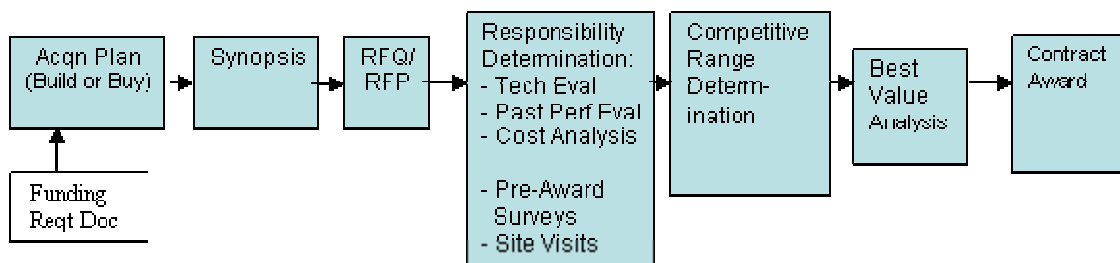 Acqn Plan
(Build or Buy)
Funding
Reqt Doc
Synopsis
RFQ/
RFP
Responsibility
Determination:
- Tech Eval
- Past Perf Eval
- Cost Analysis
- Pre-Award
Surveys
- Site Visits
Competitive
Range
Determ-
ination
Best
Value
Analysis
Contract
Award